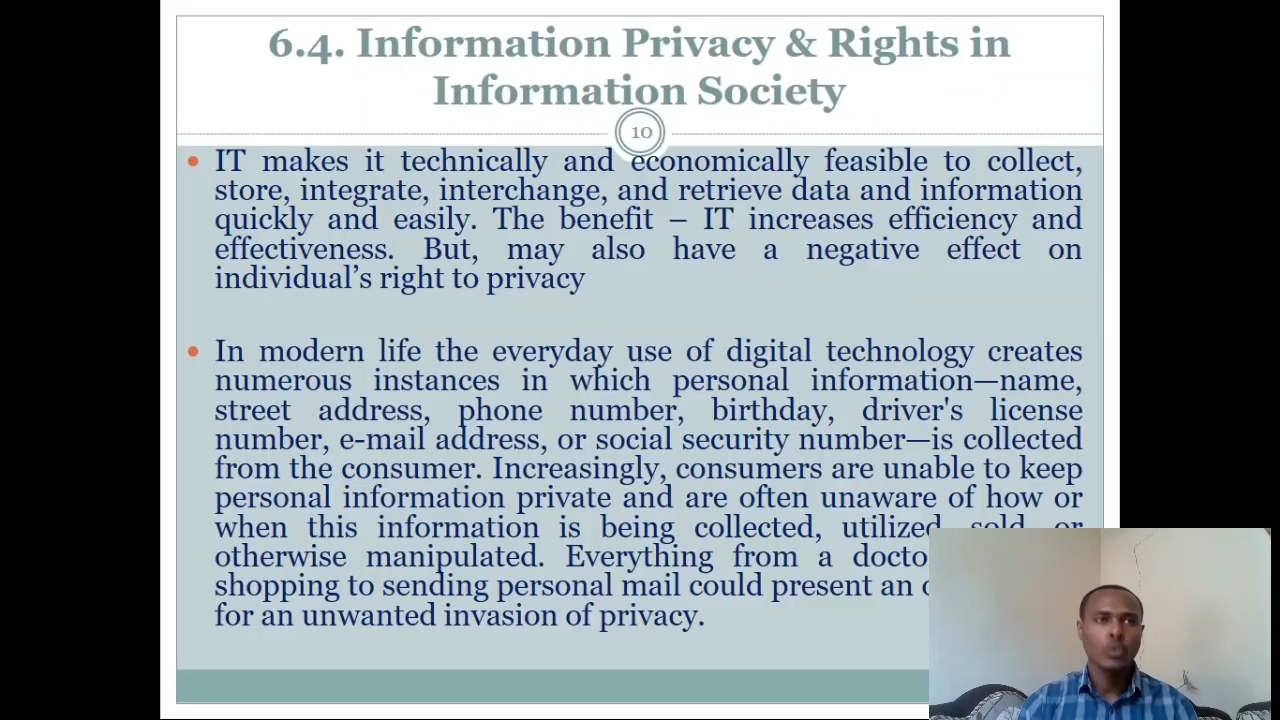 6.4. Information Privacy & Rights in
Information Society
10
• IT makes it technically and economically feasible to collect,
store, integrate, interchange, and retrieve data and information
quickly and easily. The benefit – IT increases efficiency and
effectiveness. But, may also have a negative effect on
individual’s right to privacy
• In modern life the everyday use of digital technology creates
numerous instances in which personal information—name,
street address, phone number, birthday, driver's license
number, e-mail address, or social security number—is collected
from the consumer. Increasingly, consumers are unable to keep
personal information private and are often unaware of how or
when this information is being collected, utilized, sold, or
otherwise manipulated. Everything from a
shopping to sending personal mail could present an
for an unwanted invasion of privacy.